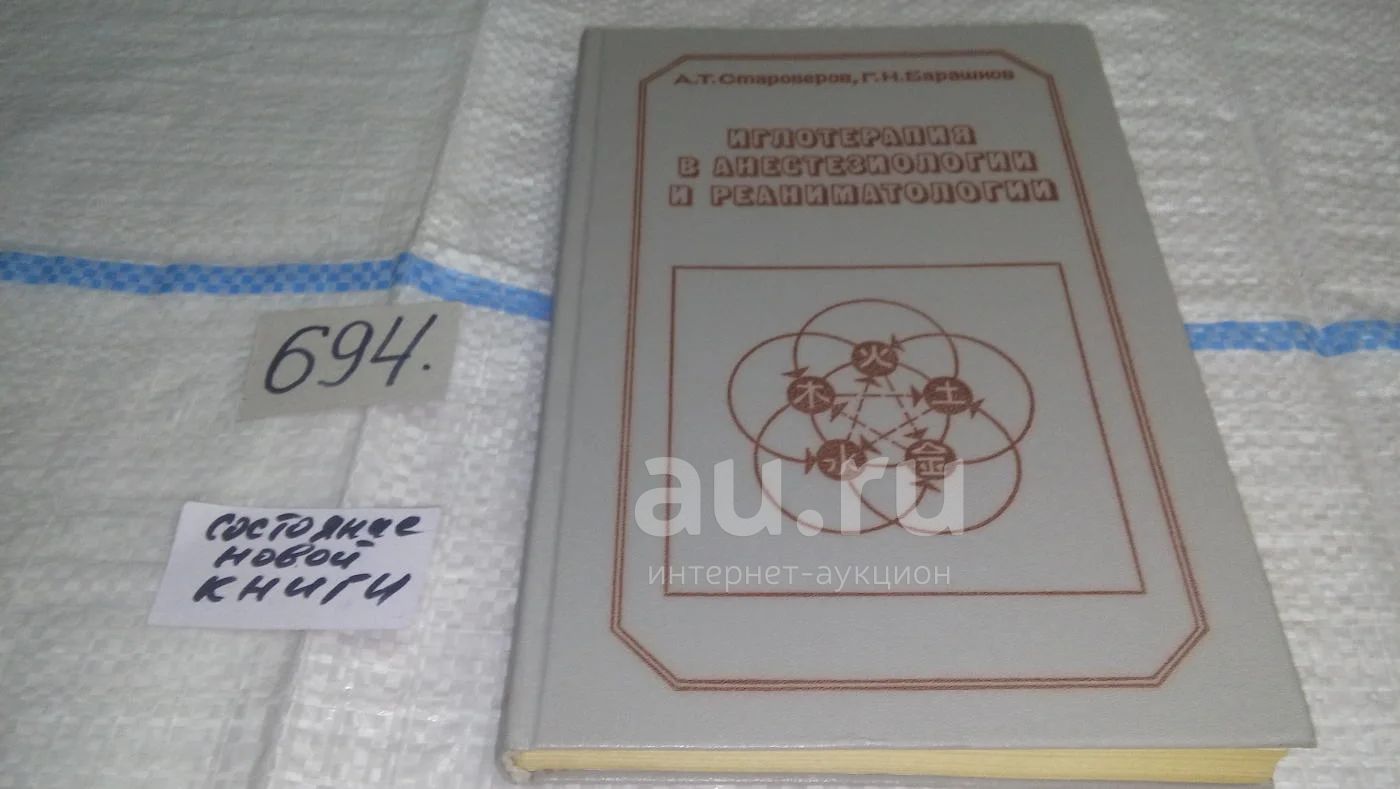 А.Т. Староверов, Г.Н. Барашков
ИГЛОТЕРАПИЯ
В АНЕСТЕЗИОЛОГИИ
И РЕАНИМАТОЛОГИИ
火
木 土
水 金
694.
состояние
новой
книги
au.ru
интернет-аукцион